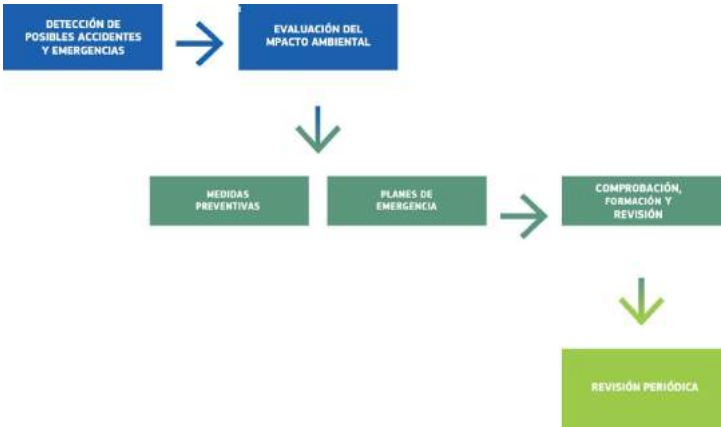 DETECCIÓN DE
POSIBLES ACCIDENTES
Y EMERGENCIAS
EVALUACIÓN DEL
MPACTO AMBIENTAL
MEDIDAS
PREVENTIVAS
PLANES DE
EMERGENCIA
COMPROBACIÓN,
FORMACIÓN Y
REVISIÓN
REVISIÓN PERIÓDICA